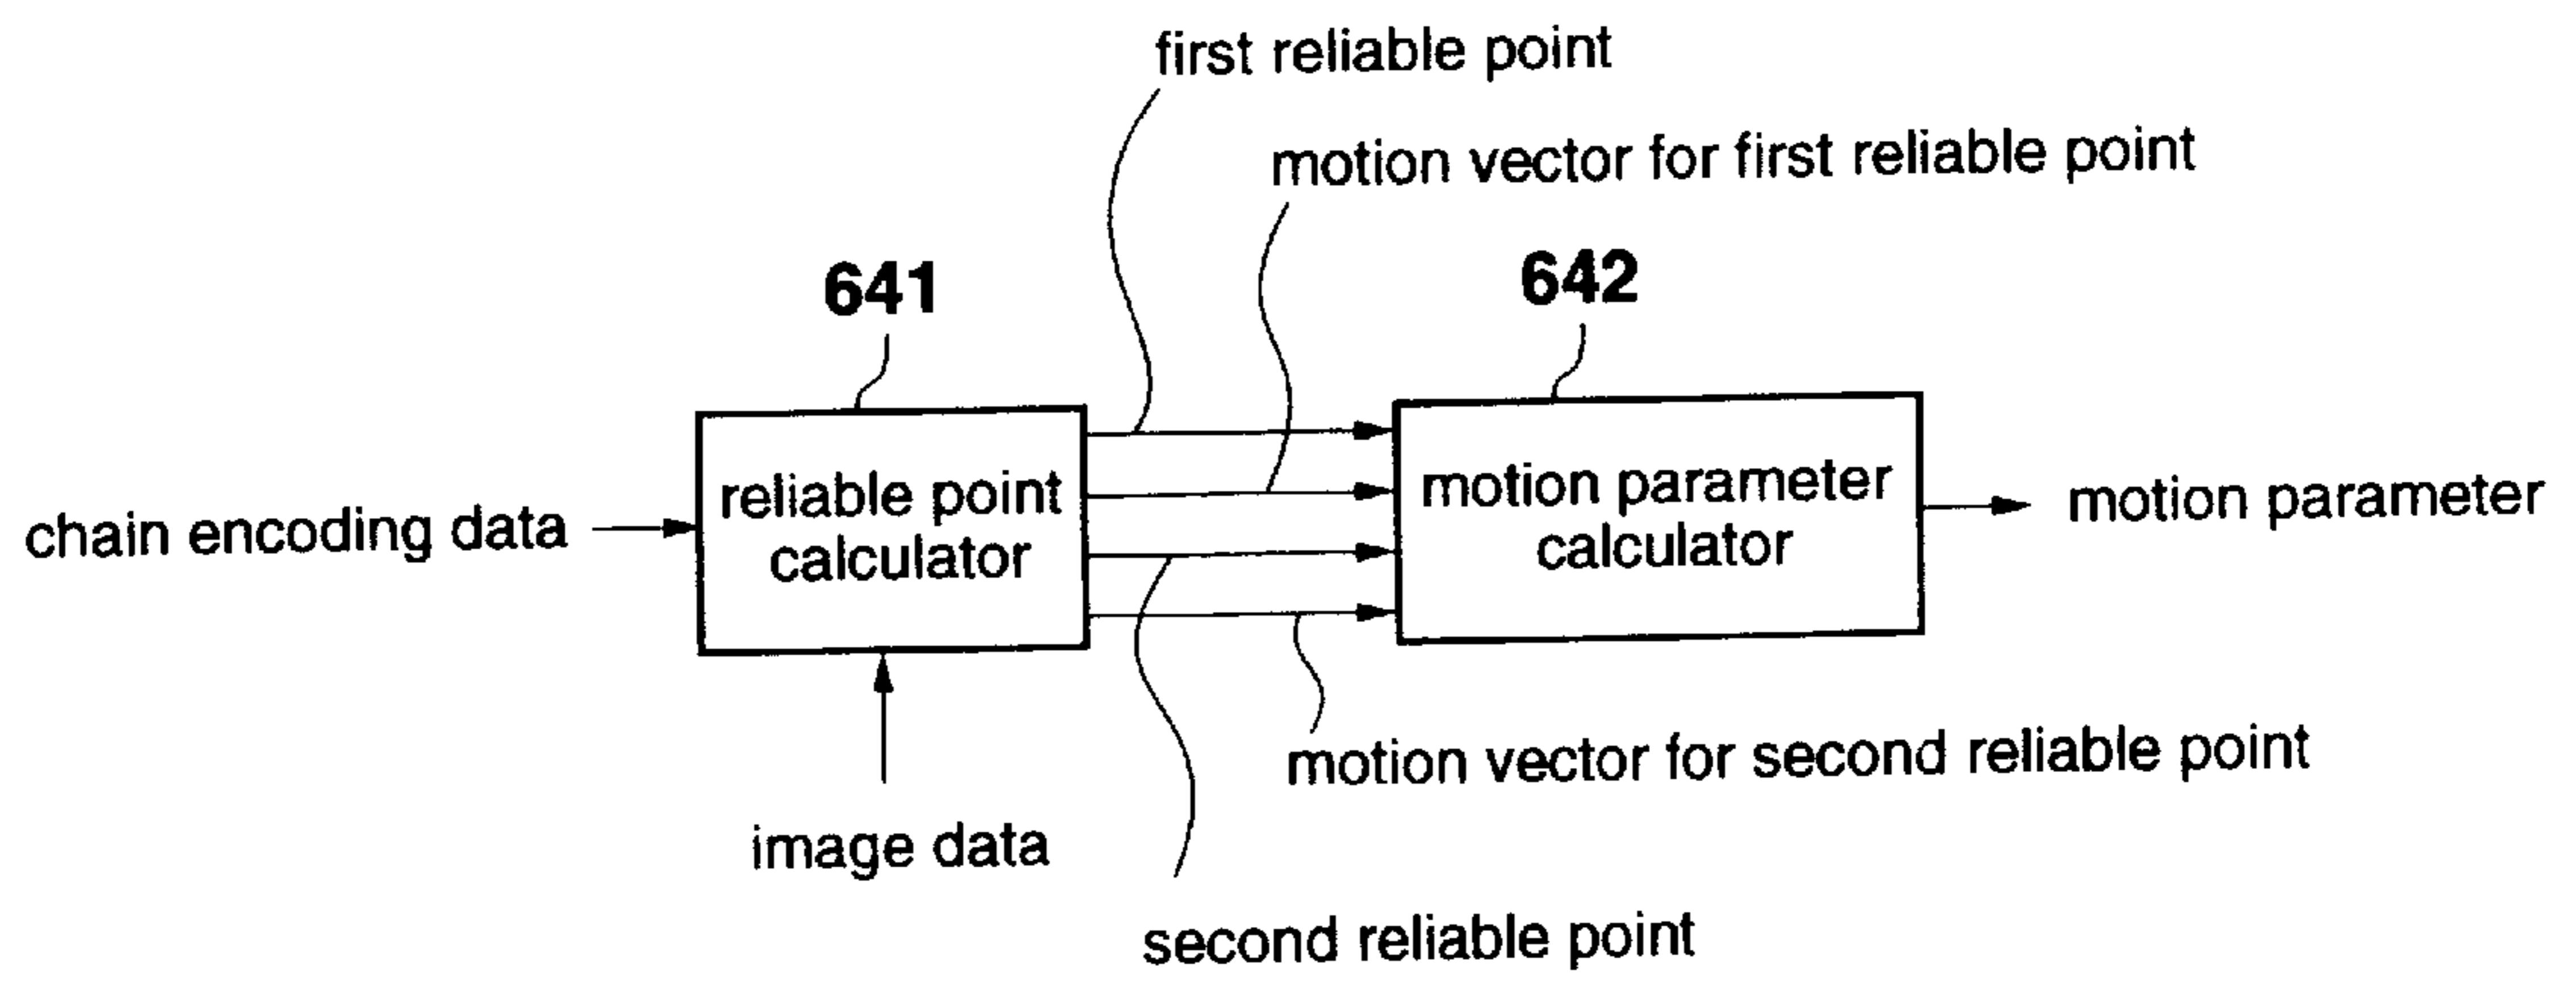 first reliable point
motion vector for first reliable point
641
642
chain encoding data
reliable point
calculator
motion parameter
calculator
motion parameter
image data
motion vector for second reliable point
second reliable point